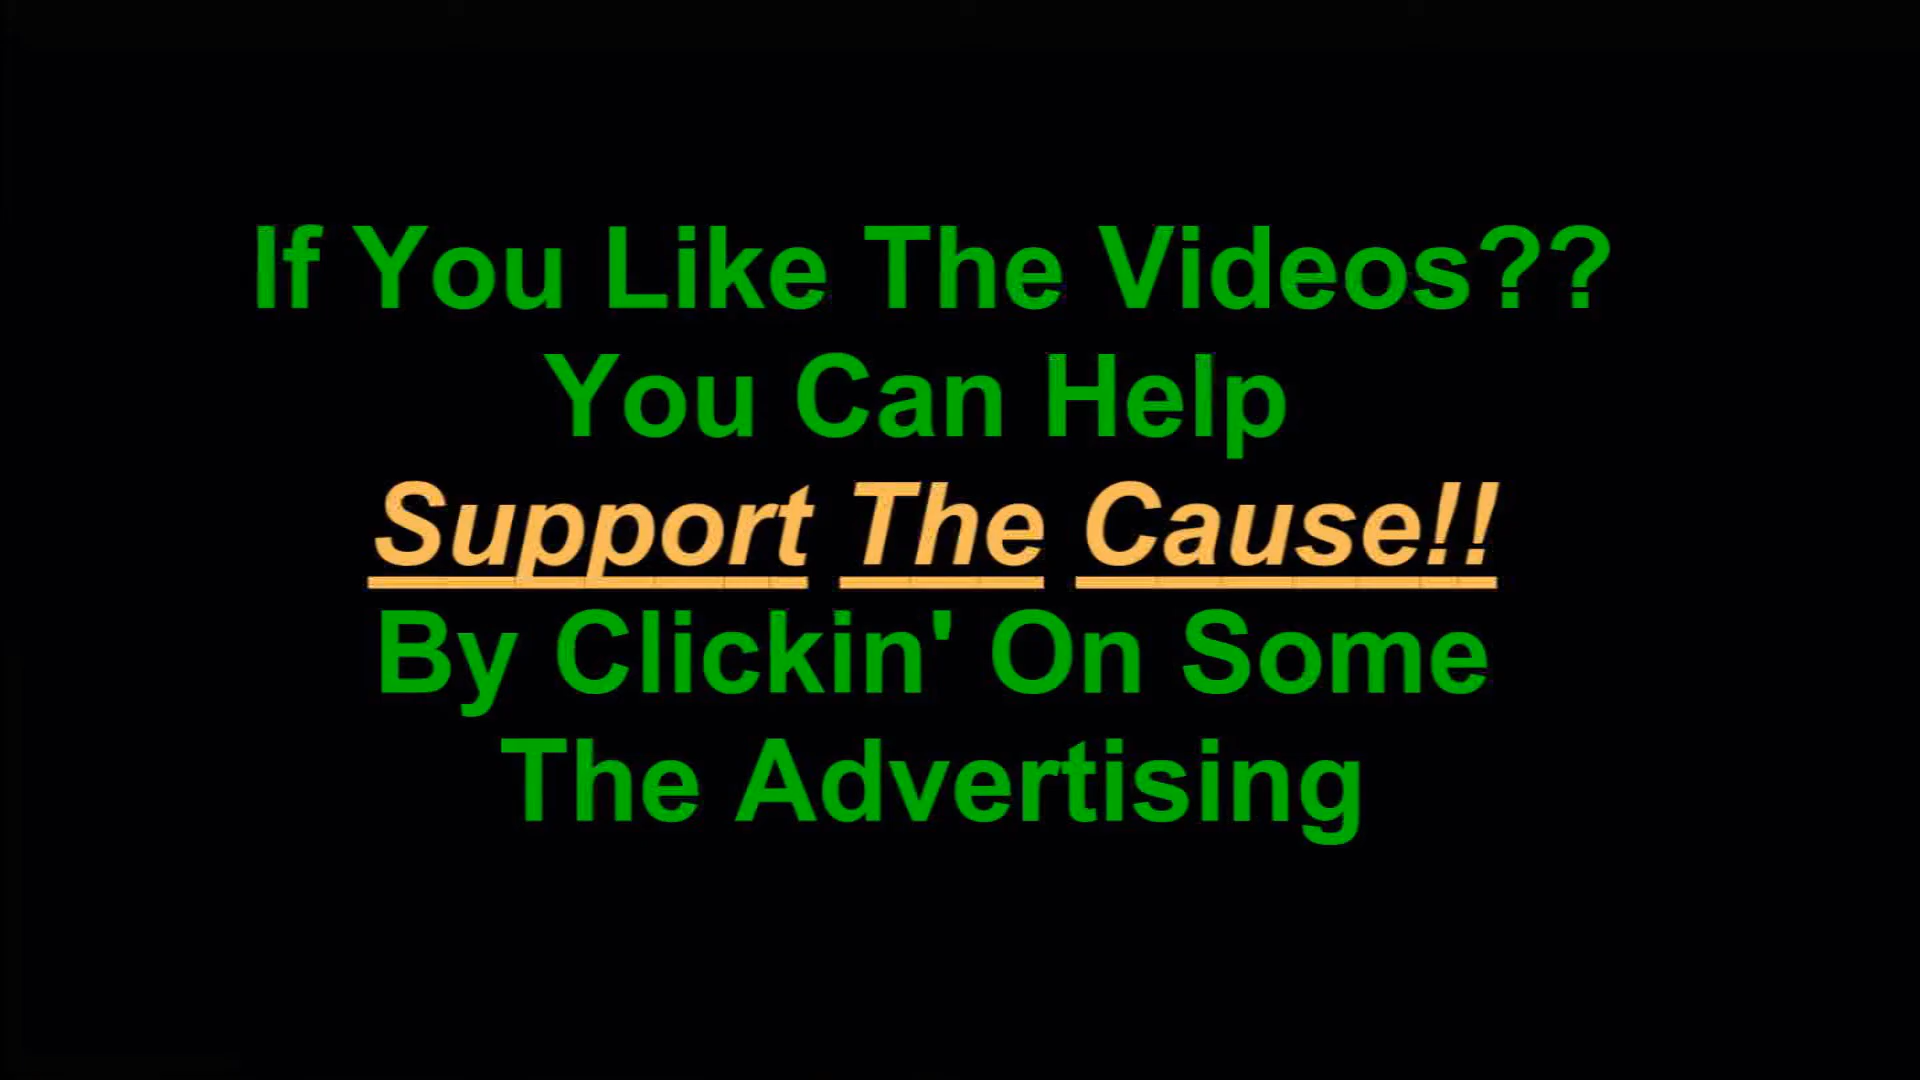 If You Like The Videos??
You Can Help
Support The Cause!!
By Clickin' On Some
The Advertising